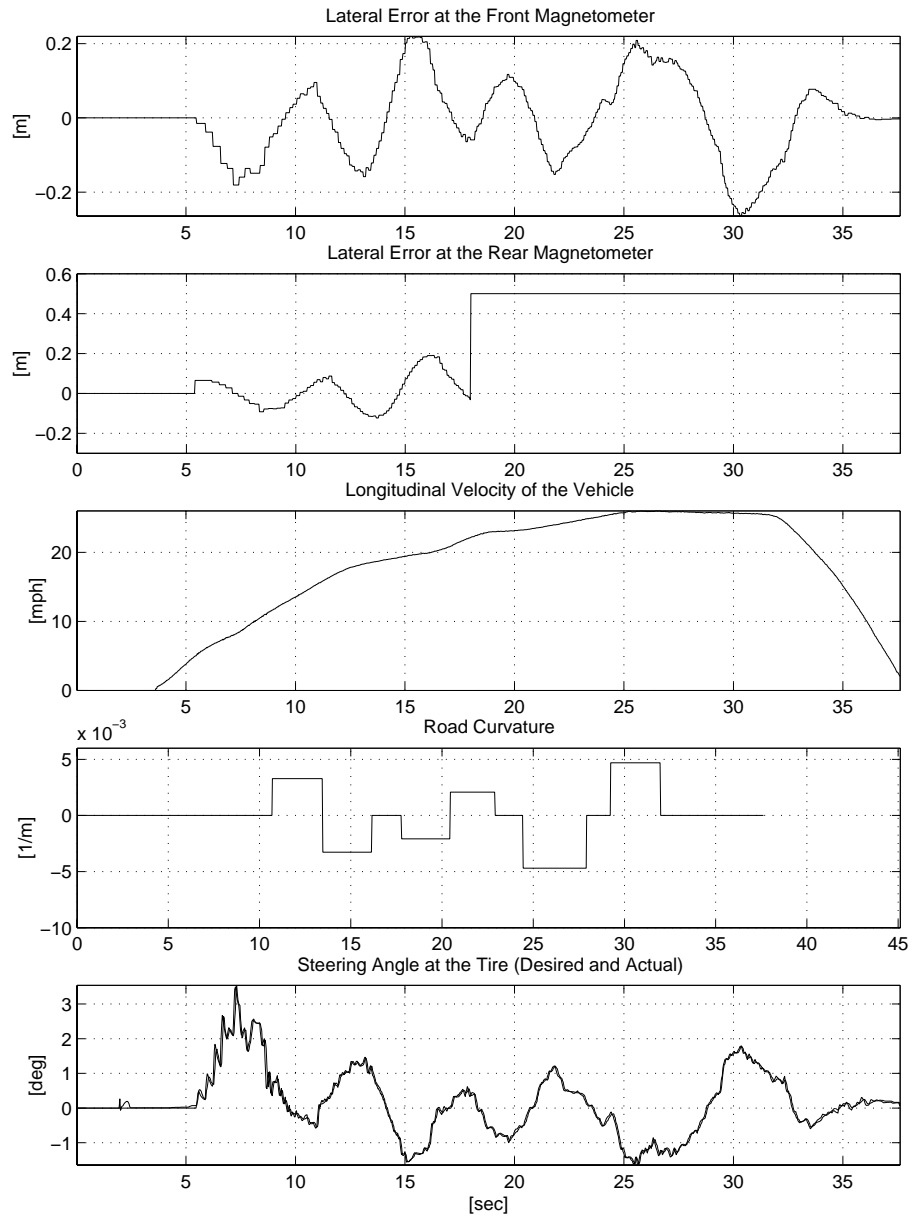 Lateral Error at the Front Magnetometer
0.2
0
−0.2
[m]
5 10 15 20 25 30 35
Lateral Error at the Rear Magnetometer
0.6
0.4
0.2
0
−0.2
[m]
0 5 10 15 20 25 30 35
Longitudinal Velocity of the Vehicle
20
10
0
[mph]
5 10 15 20 25 30 35
x 10−3
Road Curvature
5
0
−5
−10
[1/m]
0 5 10 15 20 25 30 35 40 45
Steering Angle at the Tire (Desired and Actual)
3
2
1
0
−1
[deg]
0 5 10 15 20 25 30 35
[sec]